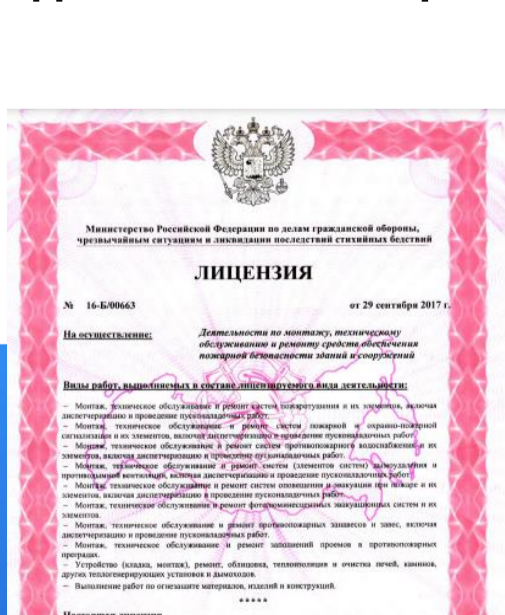 Министерство Российской Федерации по делам гражданской обороны,
чрезвычайным ситуациям и ликвидации последствий стихийных бедствий
ЛИЦЕНЗИЯ
№ 16-Б/00663
от 29 сентября 2017 г.
На осуществление:
Деятельности по монтажу, техническому
обслуживанию и ремонту средств обеспечения
пожарной безопасности зданий и сооружений
Виды работ, выполняемых в составе лицензируемого вида деятельности:
– Монтаж, техническое обслуживание и ремонт систем пожаротушения и их элементов, включая
диспетчеризацию и проведение пусконаладочных работ.
– Монтаж, техническое обслуживание и ремонт систем пожарной и охранно-пожарной
сигнализации и их элементов, включая диспетчеризацию и проведение пусконаладочных работ.
– Монтаж, техническое обслуживание и ремонт систем противопожарного водоснабжения и их
элементов, включая диспетчеризацию и проведение пусконаладочных работ.
– Монтаж, техническое обслуживание и ремонт систем (элементов систем) дымоудаления и
противодымной вентиляции, включая диспетчеризацию и проведение пусконаладочных работ.
– Монтаж, техническое обслуживание и ремонт систем оповещения и эвакуации при пожаре и их
элементов, включая диспетчеризацию и проведение пусконаладочных работ.
– Монтаж, техническое обслуживание и ремонт фотолюминесцентных эвакуационных систем и их
элементов.
– Монтаж, техническое обслуживание и ремонт противопожарных занавесов и завес, включая
диспетчеризацию и проведение пусконаладочных работ.
– Монтаж, техническое обслуживание и ремонт заполнений проемов в противопожарных
преградах.
– Устройство (кладка, монтаж), ремонт, облицовка, теплоизоляция и очистка печей, каминов,
других теплогенерирующих установок и дымоходов.
– Выполнение работ по огнезащите материалов, изделий и конструкций.
*****